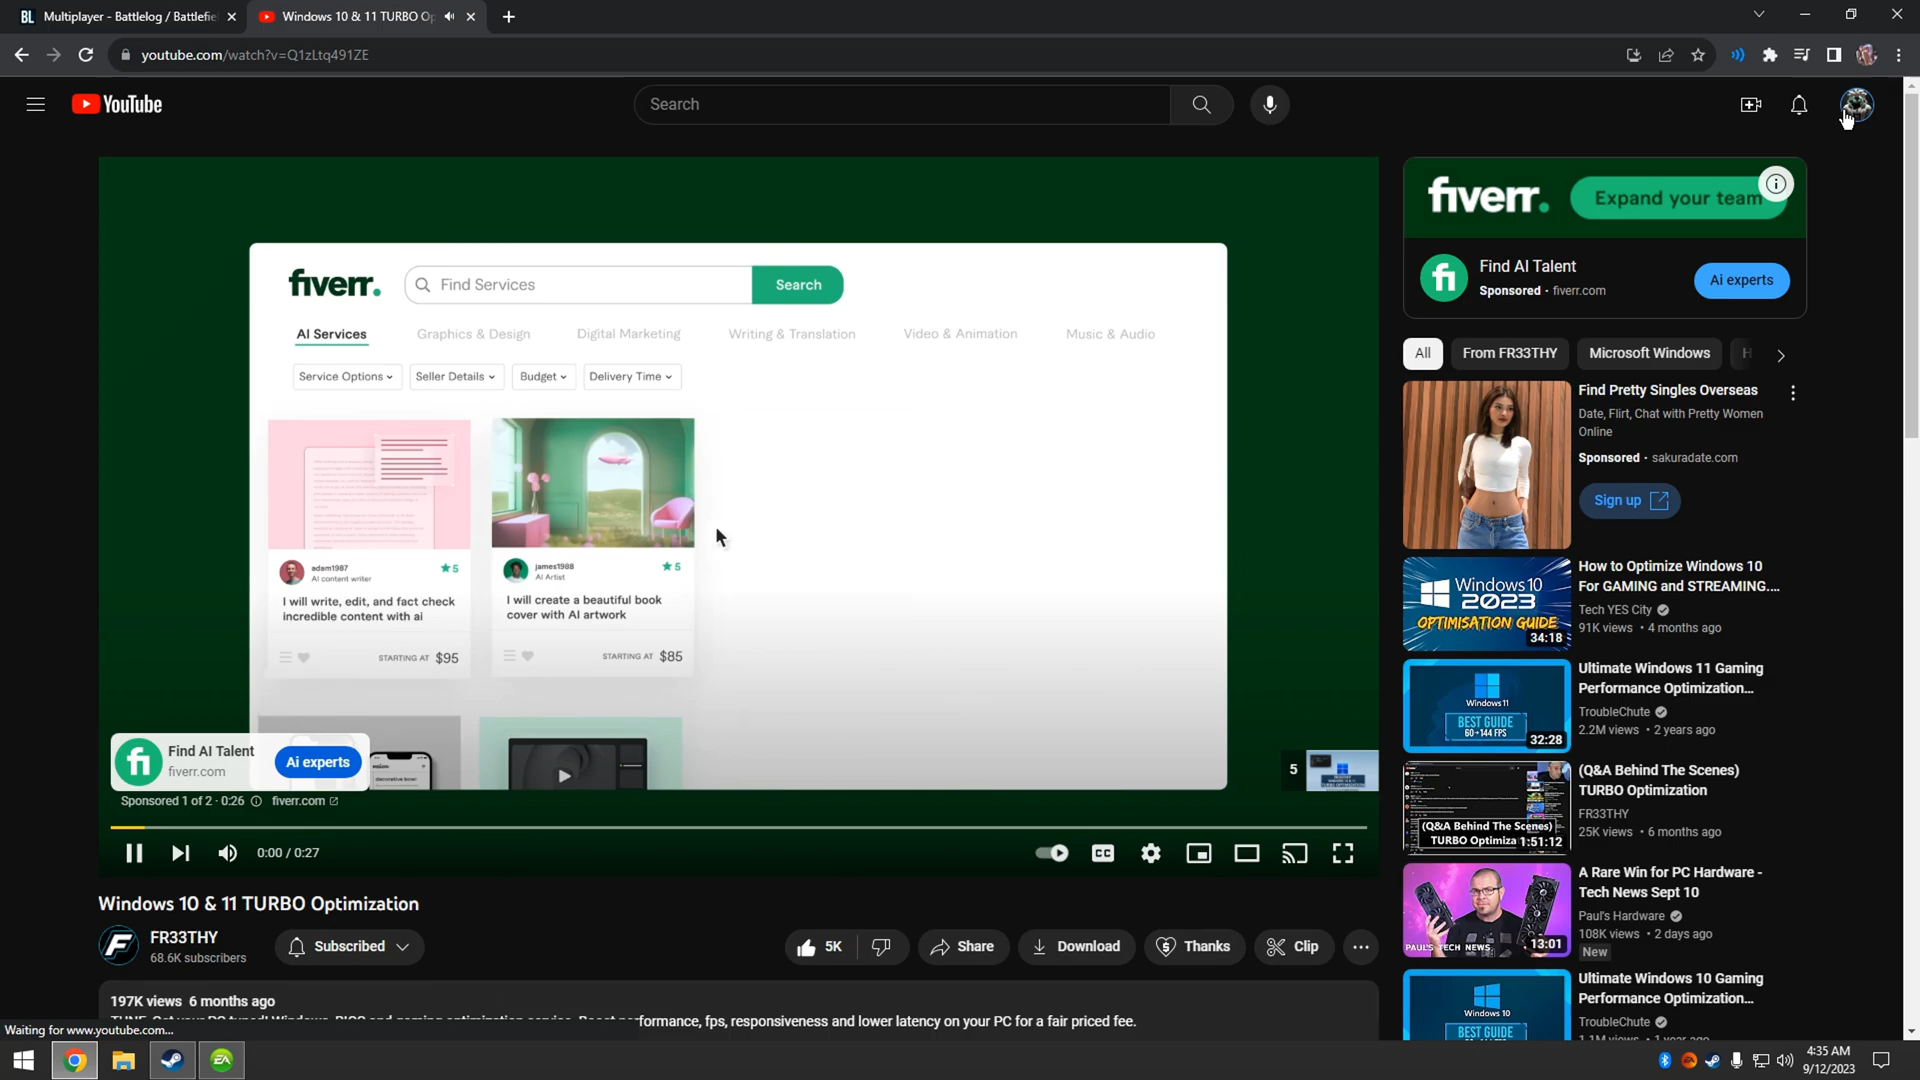 BL Multiplayer - Battlelog / Battlefie
Windows 10 & 11 TURBO Op
youtube.com/watch?v=Q1zLtq491ZE
YouTube
Search
fiverr.
Find Services
Search
AI Services
Graphics & Design
Digital Marketing
Writing & Translation
Video & Animation
Music & Audio
Service Options
Seller Details
Budget
Delivery Time
adam1987
AI content writer
★5
I will write, edit, and fact check
incredible content with ai
STARTING AT $95
james1988
AI Artist
★5
I will create a beautiful book
cover with AI artwork
STARTING AT $85
fi
Find AI Talent
fiverr.com
Ai experts
Sponsored 1 of 2 · 0:26
fiverr.com
5
0:00 / 0:27
CC
Windows 10 & 11 TURBO Optimization
FR33THY
68.6K subscribers
Subscribed
5K
Share
Download
Thanks
Clip
197K views 6 months ago
formance, fps, responsiveness and lower latency on your PC for a fair priced fee.
Waiting for www.youtube.com...
fiverr.
Expand your team
fi
Find AI Talent
Sponsored · fiverr.com
Ai experts
All
From FR33THY
Microsoft Windows
H
Find Pretty Singles Overseas
Date, Flirt, Chat with Pretty Women
Online
Sponsored · sakuradate.com
Sign up
Windows 10
2023
OPTIMISATION GUIDE
34:18
How to Optimize Windows 10
For GAMING and STREAMING....
Tech YES City
91K views • 4 months ago
Windows 11
BEST GUIDE
60→144 FPS
32:28
Ultimate Windows 11 Gaming
Performance Optimization...
TroubleChute
2.2M views • 2 years ago
(Q&A Behind The Scenes)
TURBO Optimiza
1:51:12
(Q&A Behind The Scenes)
TURBO Optimization
FR33THY
25K views • 6 months ago
PAUL'S TECH NEWS
13:01
A Rare Win for PC Hardware -
Tech News Sept 10
Paul's Hardware
108K views • 2 days ago
New
Windows 10
BEST GUIDE
Ultimate Windows 10 Gaming
Performance Optimization...
TroubleChute
EA
4:35 AM
9/12/2023